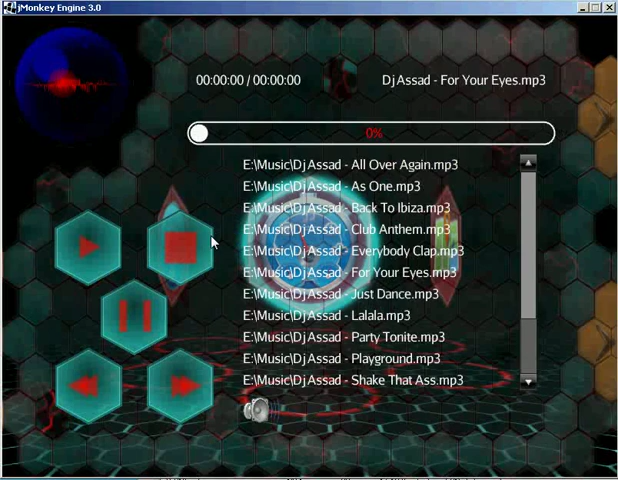 jMonkey Engine 3.0
00:00:00 / 00:00:00
Dj Assad - For Your Eyes.mp3
0%
E:\Music\Dj Assad - All Over Again.mp3
E:\Music\Dj Assad - As One.mp3
E:\Music\Dj Assad - Back To Ibiza.mp3
E:\Music\Dj Assad - Club Anthem.mp3
E:\Music\Dj Assad - Everybody Clap.mp3
E:\Music\Dj Assad - For Your Eyes.mp3
E:\Music\Dj Assad - Just Dance.mp3
E:\Music\Dj Assad - Lalala.mp3
E:\Music\Dj Assad - Party Tonite.mp3
E:\Music\Dj Assad - Playground.mp3
E:\Music\Dj Assad - Shake That Ass.mp3